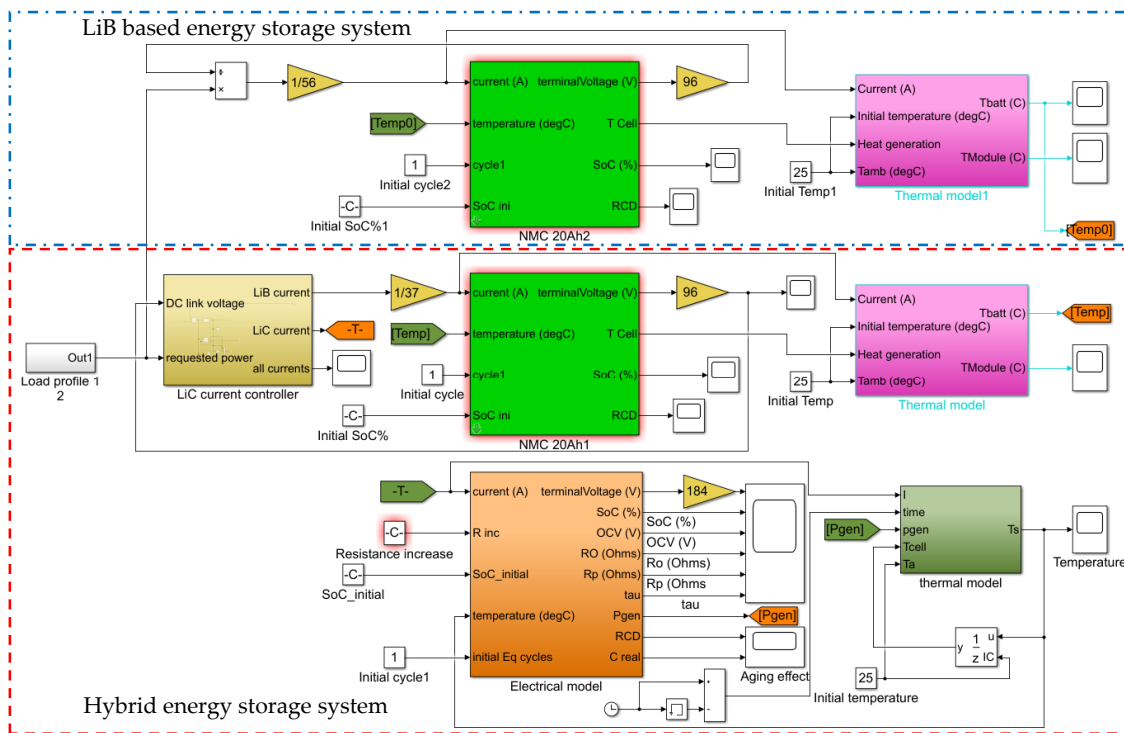 LiB based energy storage system
÷
×
1/56
current (A)
terminalVoltage (V)
96
[Temp0]
temperature (degC)
T Cell
1
cycle1
SoC (%)
Initial cycle2
-C-
SoC ini
RCD
Initial SoC%1
NMC 20Ah2
Current (A)
Tbatt (C)
Initial temperature (degC)
Heat generation
TModule (C)
25
Tamb (degC)
Initial Temp1
Thermal model1
[Temp0]
Out1
Load profile 1
2
DC link voltage
LiB current
LiC current
requested power
all currents
LiC current controller
-T-
1/37
current (A)
terminalVoltage (V)
96
[Temp]
temperature (degC)
T Cell
1
cycle1
SoC (%)
Initial cycle
-C-
SoC ini
RCD
Initial SoC%
NMC 20Ah1
Current (A)
Tbatt (C)
[Temp]
Initial temperature (degC)
Heat generation
TModule (C)
25
Tamb (degC)
Initial Temp
Thermal model
-T-
current (A)
terminalVoltage (V)
184
SoC (%)
SoC (%)
-C-
R inc
OCV (V)
OCV (V)
Resistance increase
RO (Ohms)
Ro (Ohms)
-C-
SoC_initial
Rp (Ohms)
Rp (Ohms
SoC_initial
tau
tau
temperature (degC)
Pgen
[Pgen]
RCD
1
initial Eq cycles
C real
Initial cycle1
Electrical model
Aging effect
+
-
I
time
[Pgen]
pgen
Ts
Tcell
Ta
thermal model
Temperature
y
1
z
u
IC
25
Initial temperature
Hybrid energy storage system